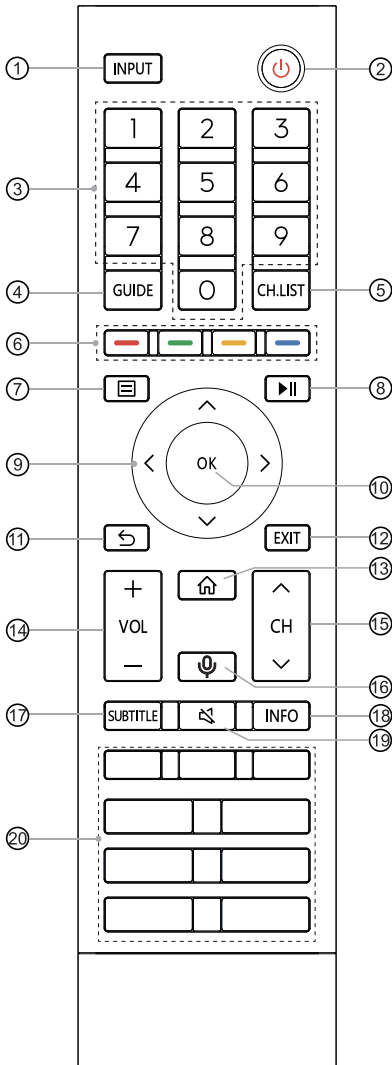 ① INPUT ②
1 2 3
③ 4 5 6
7 8 9
④ GUIDE 0 CH.LIST ⑤
⑥
⑦ ⑧
⑨ OK ⑩
⑪ EXIT ⑫
⑬
+
⑭ VOL CH ⑮
−
⑯
⑰ SUBTITLE INFO ⑱
⑲
⑳